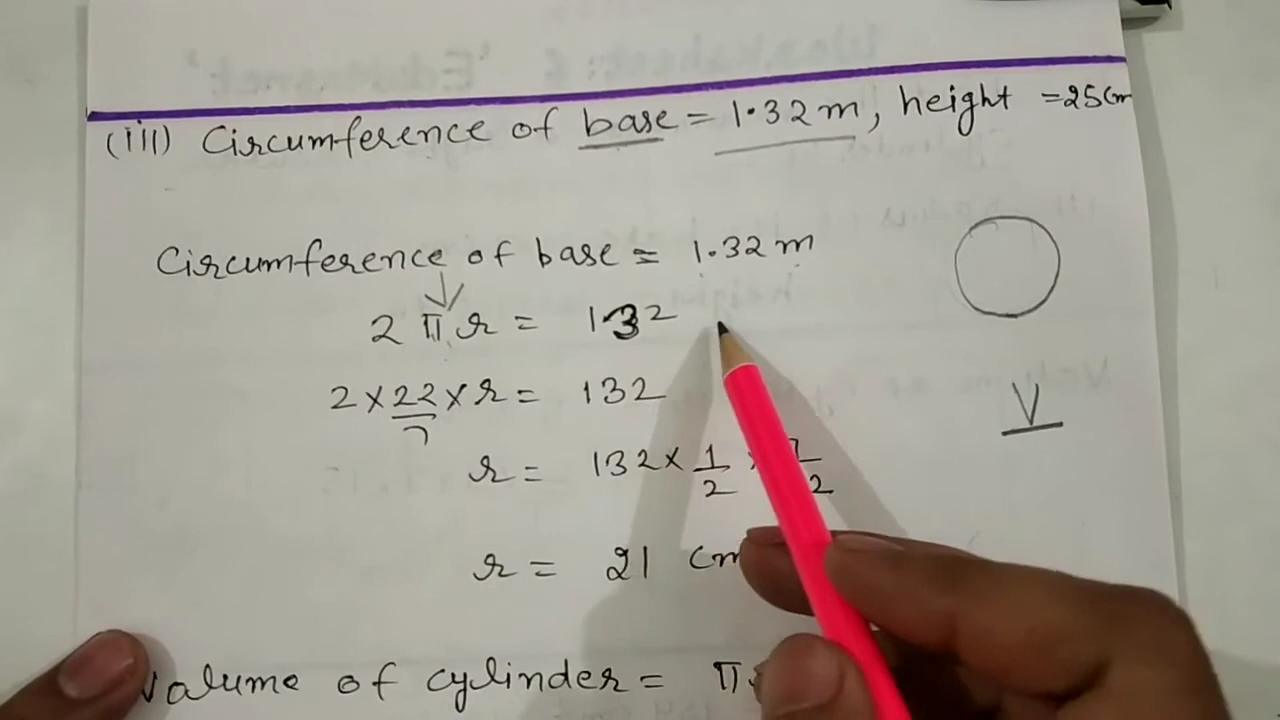 (iii) Circumference of base = 1.32 m, height = 25cm
Circumference of base = 1.32 m
2 π r = 132
2 × 22/7 × r = 132
r = 132 × 1/2
r = 21 cm
Volume of cylinder = π
V